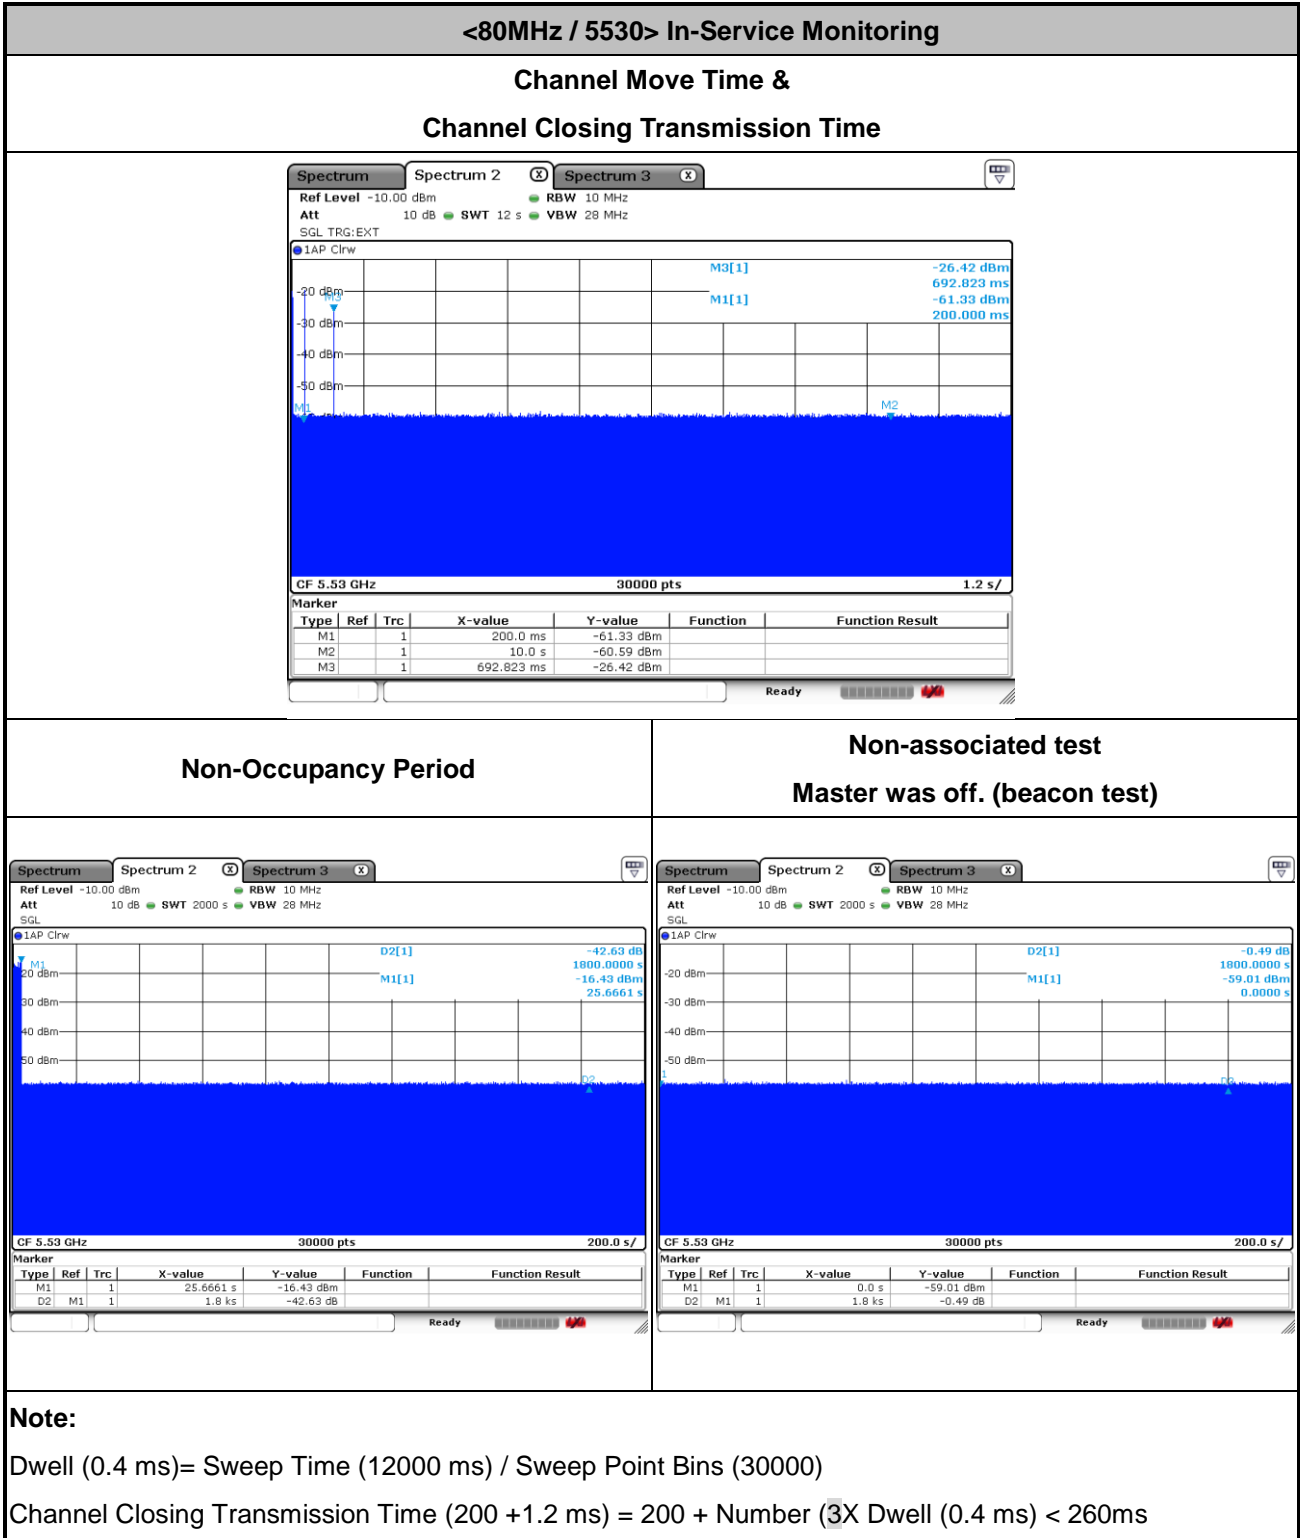 <80MHz / 5530> In-Service Monitoring
Channel Move Time &
Channel Closing Transmission Time
Spectrum Spectrum 2 X Spectrum 3 X
Ref Level -10.00 dBm RBW 10 MHz
Att 10 dB SWT 12 s VBW 28 MHz
SGL TRG:EXT
1AP Clrw
M3[1] -26.42 dBm
692.823 ms
M1[1] -61.33 dBm
200.000 ms
-20 dBm
M3
-30 dBm
-40 dBm
-50 dBm
M1
M2
CF 5.53 GHz 30000 pts 1.2 s/
Marker
Type Ref Trc X-value Y-value Function Function Result
M1 1 200.0 ms -61.33 dBm
M2 1 10.0 s -60.59 dBm
M3 1 692.823 ms -26.42 dBm
Ready
Non-Occupancy Period
Non-associated test
Master was off. (beacon test)
Spectrum Spectrum 2 X Spectrum 3 X
Ref Level -10.00 dBm RBW 10 MHz
Att 10 dB SWT 2000 s VBW 28 MHz
SGL
1AP Clrw
D2[1] -42.63 dB
1800.0000 s
M1[1] -16.43 dBm
25.6661 s
M1
20 dBm
30 dBm
40 dBm
50 dBm
D2
CF 5.53 GHz 30000 pts 200.0 s/
Marker
Type Ref Trc X-value Y-value Function Function Result
M1 1 25.6661 s -16.43 dBm
D2 M1 1 1.8 ks -42.63 dB
Ready
Spectrum Spectrum 2 X Spectrum 3 X
Ref Level -10.00 dBm RBW 10 MHz
Att 10 dB SWT 2000 s VBW 28 MHz
SGL
1AP Clrw
D2[1] -0.49 dB
1800.0000 s
M1[1] -59.01 dBm
0.0000 s
-20 dBm
-30 dBm
-40 dBm
-50 dBm
1
D2
CF 5.53 GHz 30000 pts 200.0 s/
Marker
Type Ref Trc X-value Y-value Function Function Result
M1 1 0.0 s -59.01 dBm
D2 M1 1 1.8 ks -0.49 dB
Ready
Note:
Dwell (0.4 ms)= Sweep Time (12000 ms) / Sweep Point Bins (30000)
Channel Closing Transmission Time (200 +1.2 ms) = 200 + Number (3X Dwell (0.4 ms) < 260ms